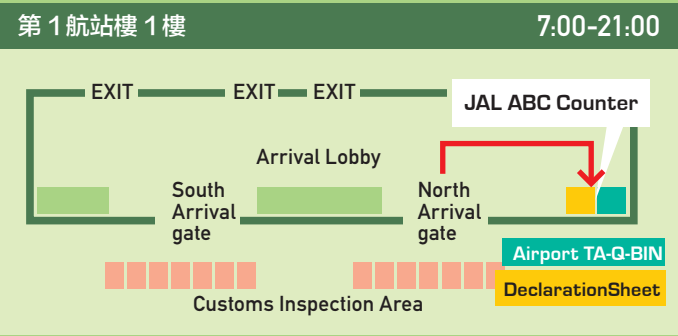 第1航站樓1樓
7:00-21:00
EXIT
EXIT
EXIT
JAL ABC Counter
Arrival Lobby
South
Arrival
gate
North
Arrival
gate
Airport TA-Q-BIN
DeclarationSheet
Customs Inspection Area